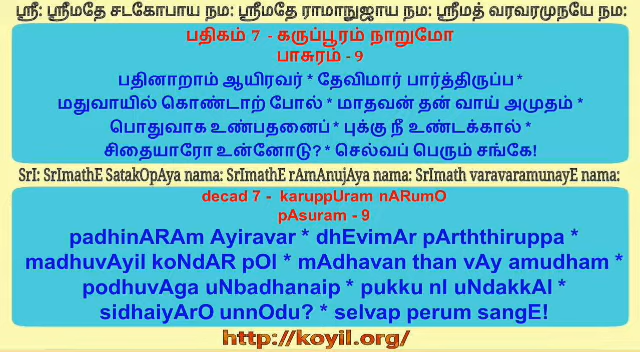 ஸ்ரீ: ஸ்ரீமதே சடகோபாய நம: ஸ்ரீமதே ராமாநுஜாய நம: ஸ்ரீமத் வரவரமுநயே நம:
பதிகம் 7 - கருப்பூரம் நாறுமோ
பாசுரம் - 9
பதினாறாம் ஆயிரவர் * தேவிமார் பார்த்திருப்ப *
மதுவாயில் கொண்டாற் போல் * மாதவன் தன் வாய் அமுதம் *
பொதுவாக உண்பதனைப் * புக்கு நீ உண்டக்கால் *
சிதையாரோ உன்னோடு? * செல்வப் பெரும் சங்கே!
SrI: SrImathE SatakOpAya nama: SrImathE rAmAnujAya nama: SrImath varavaramunayE nama:
decad 7 - karuppUram nARumO
pAsuram - 9
padhinARAm Ayiravar * dhEvimAr pArththiruppa *
madhuvAyil koNdAR pOl * mAdhavan than vAy amudham *
podhuvAga uNbadhanaip * pukku nI uNdakkAl *
sidhaiyArO unnOdu? * selvap perum sangE!
http://koyil.org/